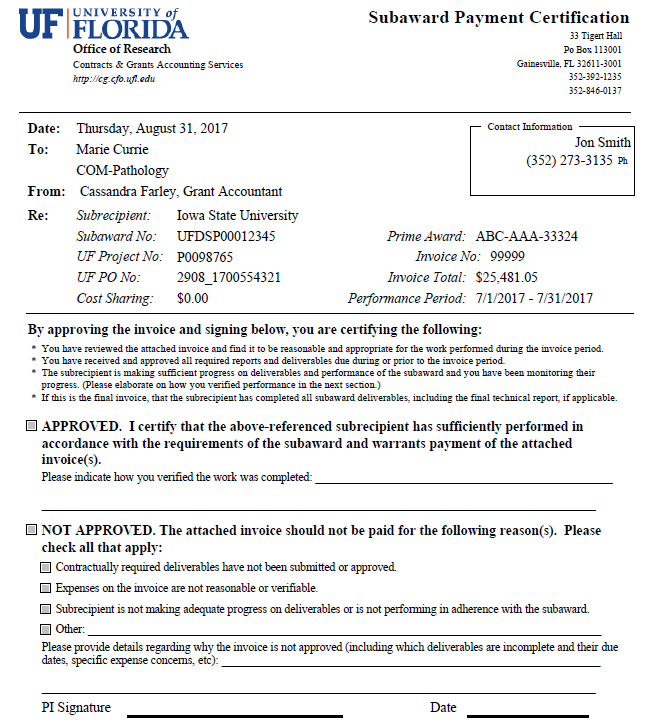 UF UNIVERSITY of
FLORIDA
Office of Research
Contracts & Grants Accounting Services
http://cg.cfo.ufl.edu
Subaward Payment Certification
33 Tigert Hall
Po Box 113001
Gainesville, FL 32611-3001
352-392-1235
352-846-0137
Date: Thursday, August 31, 2017
To: Marie Currie
COM-Pathology
From: Cassandra Farley, Grant Accountant
Contact Information
Jon Smith
(352) 273-3135 Ph
Re: Subrecipient: Iowa State University
Subaward No: UFDSP00012345 Prime Award: ABC-AAA-33324
UF Project No: P0098765 Invoice No: 99999
UF PO No: 2908_1700554321 Invoice Total: $25,481.05
Cost Sharing: $0.00 Performance Period: 7/1/2017 - 7/31/2017
By approving the invoice and signing below, you are certifying the following:
* You have reviewed the attached invoice and find it to be reasonable and appropriate for the work performed during the invoice period.
* You have received and approved all required reports and deliverables due during or prior to the invoice period.
* The subrecipient is making sufficient progress on deliverables and performance of the subaward and you have been monitoring their
progress. (Please elaborate on how you verified performance in the next section.)
* If this is the final invoice, that the subrecipient has completed all subaward deliverables, including the final technical report, if applicable.
APPROVED. I certify that the above-referenced subrecipient has sufficiently performed in
accordance with the requirements of the subaward and warrants payment of the attached
invoice(s).
Please indicate how you verified the work was completed:
NOT APPROVED. The attached invoice should not be paid for the following reason(s). Please
check all that apply:
Contractually required deliverables have not been submitted or approved.
Expenses on the invoice are not reasonable or verifiable.
Subrecipient is not making adequate progress on deliverables or is not performing in adherence with the subaward.
Other:
Please provide details regarding why the invoice is not approved (including which deliverables are incomplete and their due
dates, specific expense concerns, etc):
PI Signature Date